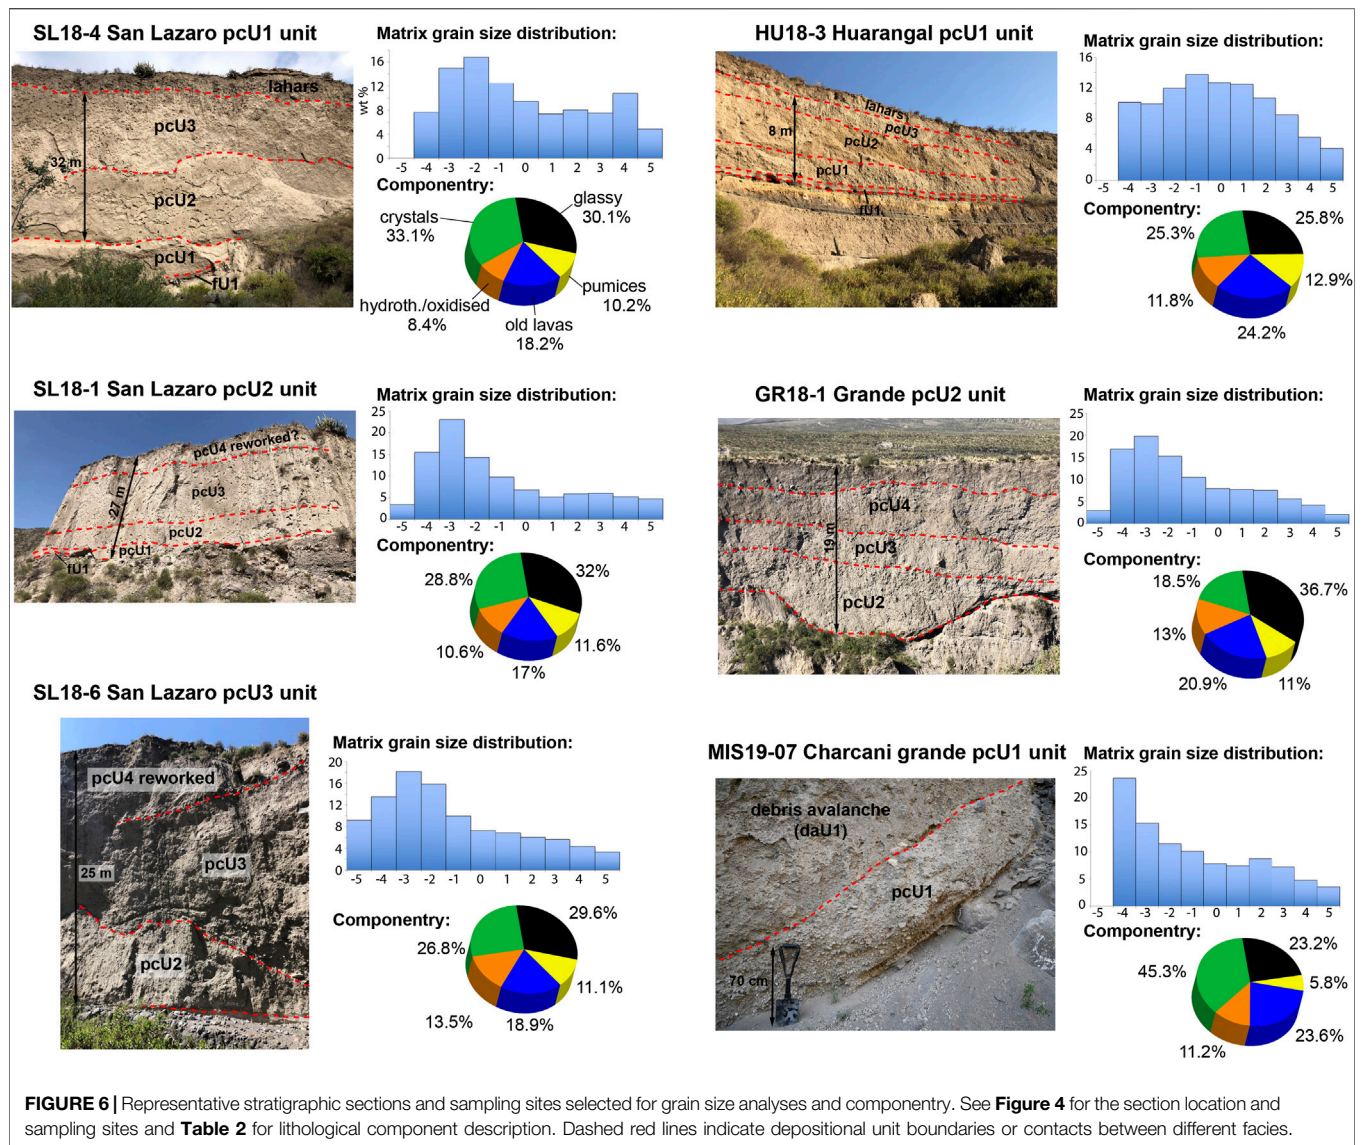 SL18-4 San Lazaro pcU1 unit
lahars
pcU3
32 m
pcU2
pcU1
fU1
Matrix grain size distribution:
wt %
16
12
8
4
0
-5 -4 -3 -2 -1 0 1 2 3 4 5
Componentry:
glassy
30.1%
crystals
33.1%
pumices
10.2%
hydroth./oxidised
8.4%
old lavas
18.2%
HU18-3 Huarangal pcU1 unit
lahars
8 m
pcU3
pcU2
pcU1
fU1
Matrix grain size distribution:
16
12
8
4
0
-5 -4 -3 -2 -1 0 1 2 3 4 5
Componentry:
25.8%
25.3%
12.9%
11.8%
24.2%
SL18-1 San Lazaro pcU2 unit
pcU4 reworked?
27 m
pcU3
pcU2
pcU1
fU1
Matrix grain size distribution:
25
20
15
10
5
0
-5 -4 -3 -2 -1 0 1 2 3 4 5
Componentry:
32%
28.8%
11.6%
10.6%
17%
GR18-1 Grande pcU2 unit
pcU4
19 m
pcU3
pcU2
Matrix grain size distribution:
25
20
15
10
5
0
-5 -4 -3 -2 -1 0 1 2 3 4 5
Componentry:
18.5%
36.7%
13%
20.9%
11%
SL18-6 San Lazaro pcU3 unit
pcU4 reworked
pcU3
25 m
pcU2
Matrix grain size distribution:
20
16
12
8
4
0
-5 -4 -3 -2 -1 0 1 2 3 4 5
Componentry:
29.6%
26.8%
11.1%
13.5%
18.9%
MIS19-07 Charcani grande pcU1 unit
debris avalanche
(daU1)
pcU1
70 cm
Matrix grain size distribution:
25
20
15
10
5
0
-5 -4 -3 -2 -1 0 1 2 3 4 5
Componentry:
23.2%
45.3%
5.8%
23.6%
11.2%
FIGURE 6 | Representative stratigraphic sections and sampling sites selected for grain size analyses and componentry. See Figure 4 for the section location and
sampling sites and Table 2 for lithological component description. Dashed red lines indicate depositional unit boundaries or contacts between different facies.